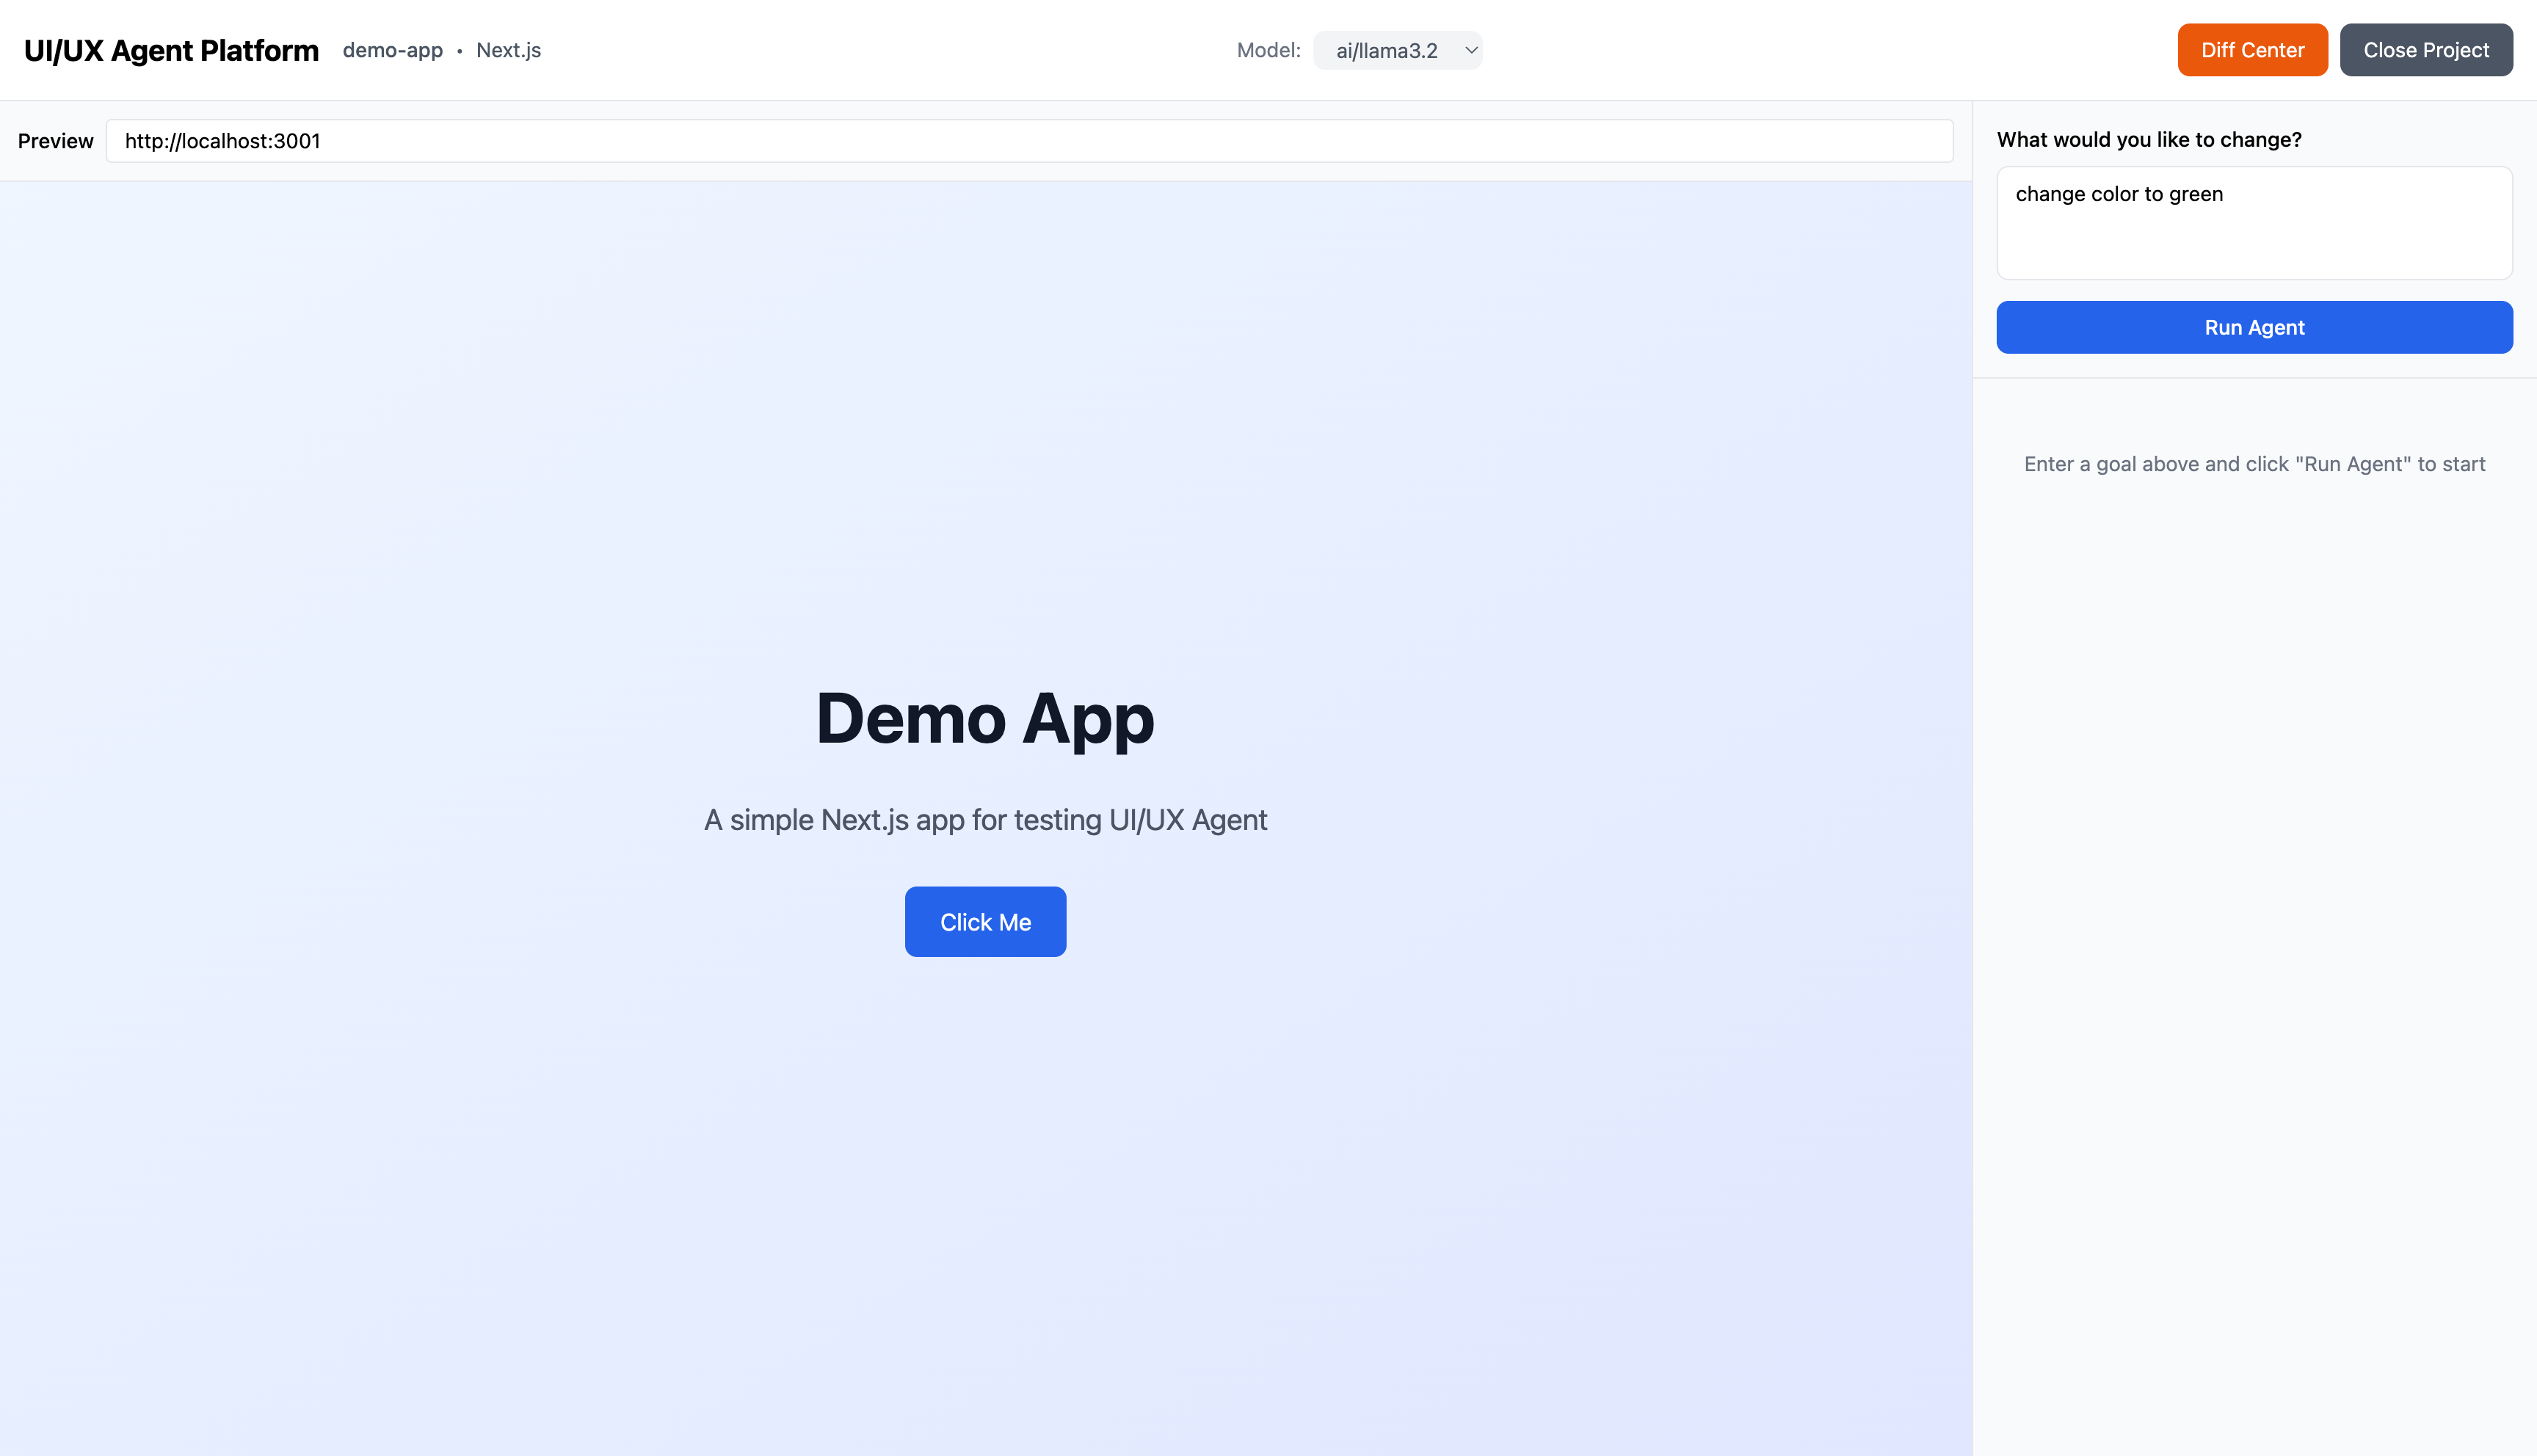 UI/UX Agent Platform demo-app • Next.js Model: ai/llama3.2 Diff Center Close Project
Preview http://localhost:3001
What would you like to change?
change color to green
Run Agent
Enter a goal above and click "Run Agent" to start
Demo App
A simple Next.js app for testing UI/UX Agent
Click Me